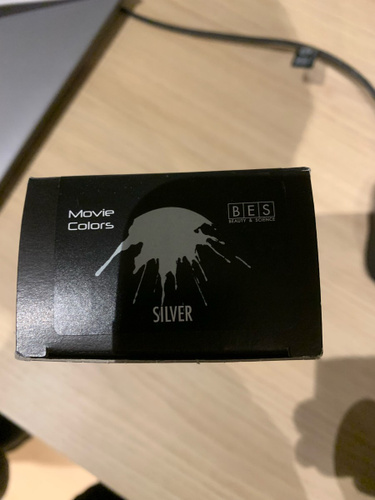 Movie
Colors
BES
BEAUTY & SCIENCE
SILVER